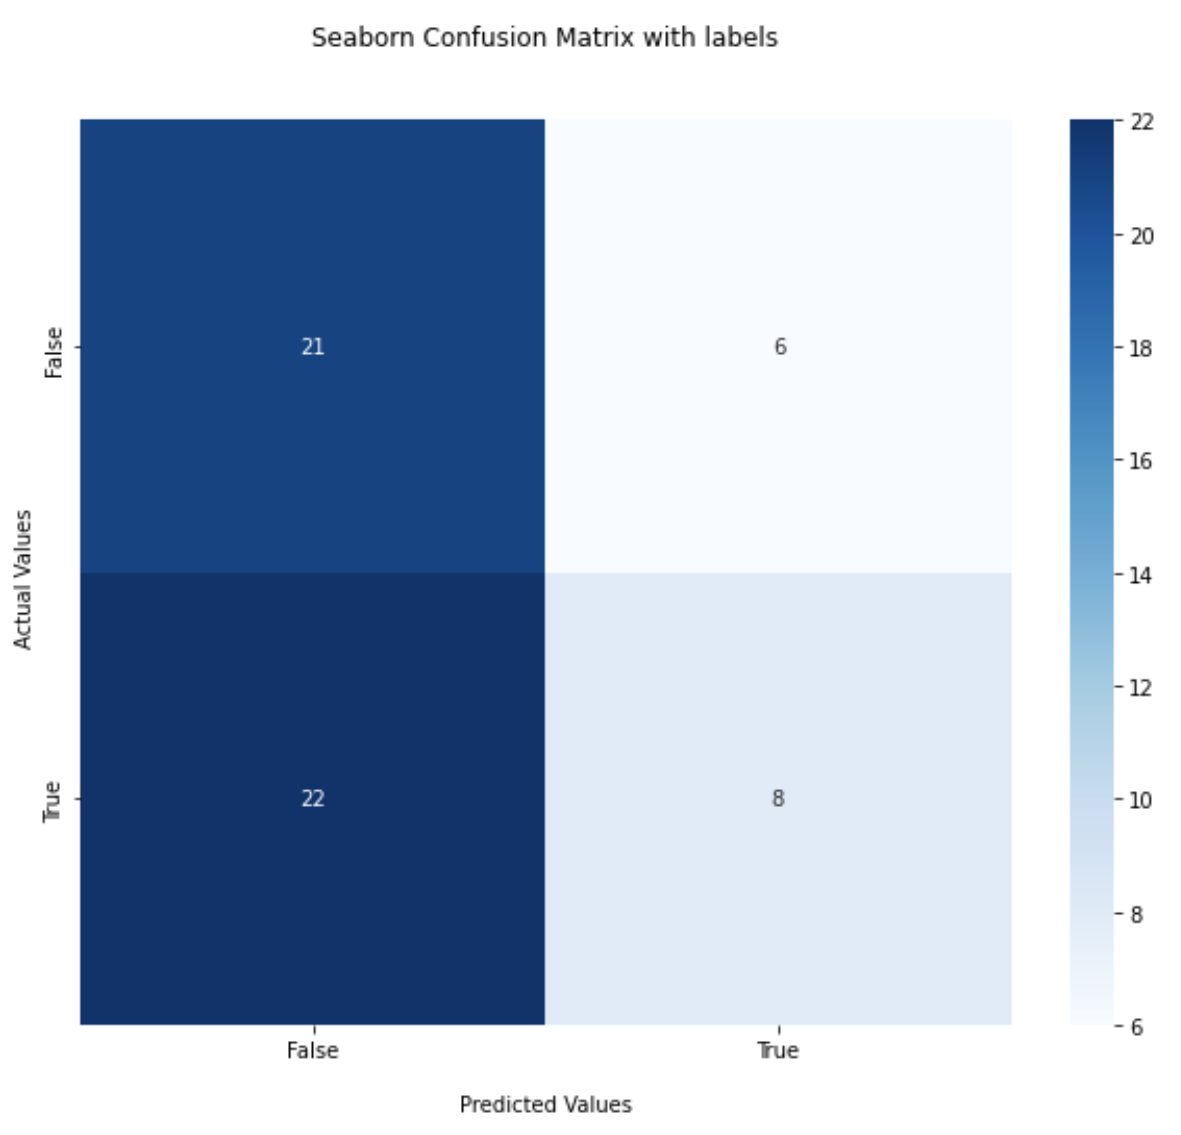 Seaborn Confusion Matrix with labels
22
20
18
16
14
12
10
8
6
False
True
Actual Values
21
6
22
8
False
True
Predicted Values